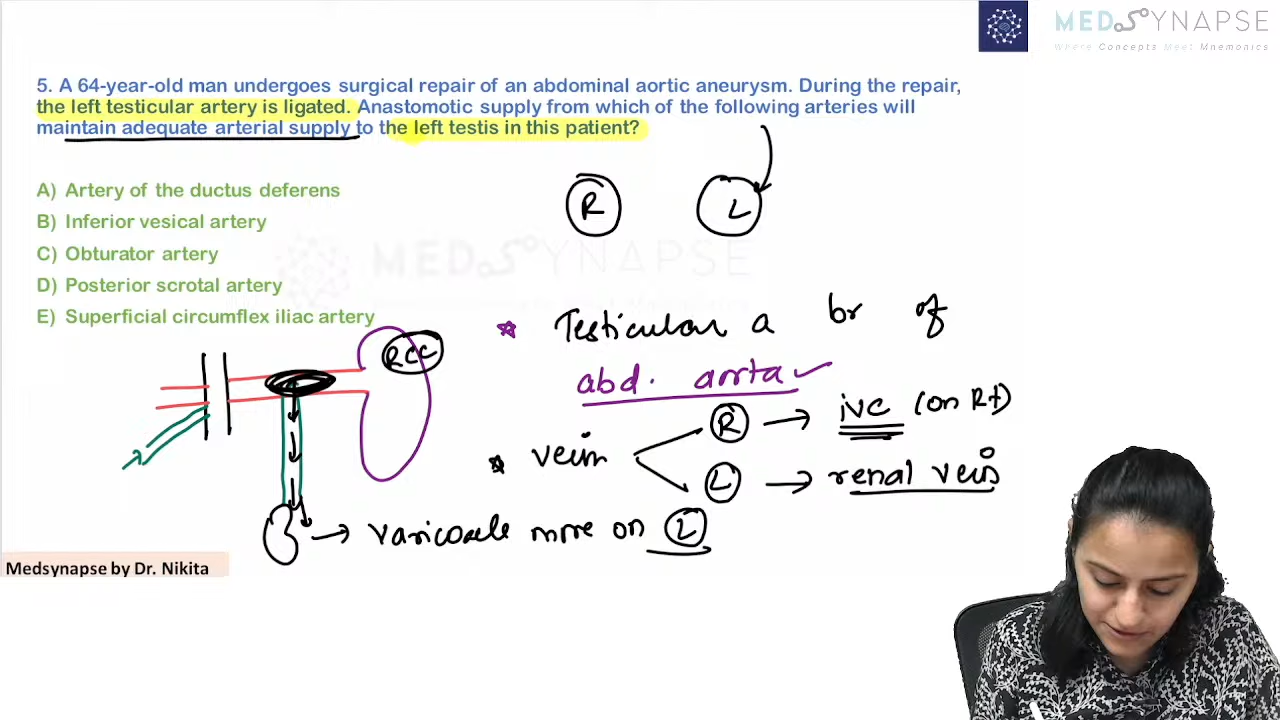 MEDSYNAPSE
Where Concepts Meet Mnemonics
5. A 64-year-old man undergoes surgical repair of an abdominal aortic aneurysm. During the repair,
the left testicular artery is ligated. Anastomotic supply from which of the following arteries will
maintain adequate arterial supply to the left testis in this patient?
A) Artery of the ductus deferens
B) Inferior vesical artery
C) Obturator artery
D) Posterior scrotal artery
E) Superficial circumflex iliac artery
R L
MEDSYNAPSE
RCC
Testicular a br of
abd. aorta
R → IVC (on Rt)
vein
L → renal vein
→ varicocele more on L
Medsynapse by Dr. Nikita